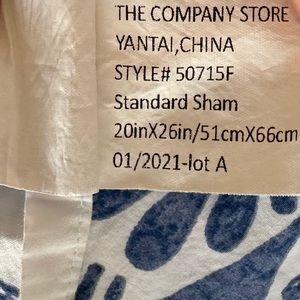 THE COMPANY STORE
YANTAI,CHINA
STYLE# 50715F
Standard Sham
20inX26in/51cmX66cm
01/2021-lot A